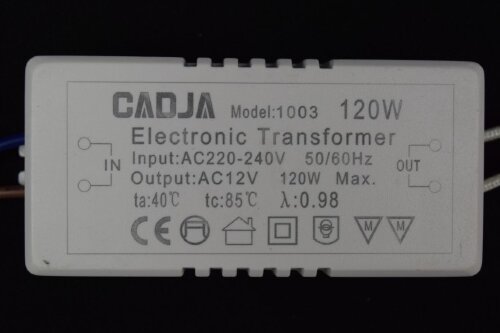 CADJA Model:1003 120W
Electronic Transformer
IN Input:AC220-240V 50/60Hz OUT
Output:AC12V 120W Max.
ta:40℃ tc:85℃ λ:0.98
CE F M M